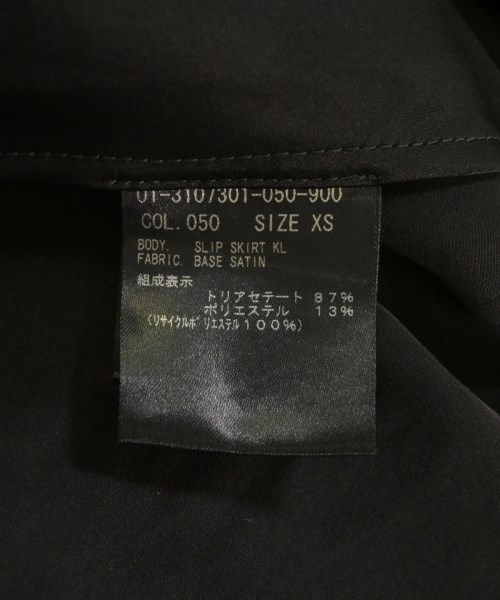 01-3107301-050-900
COL. 050 SIZE XS
BODY. SLIP SKIRT KL
FABRIC. BASE SATIN
組成表示
トリアセテート 87%
ポリエステル 13%
(リサイクルポリエステル100%)